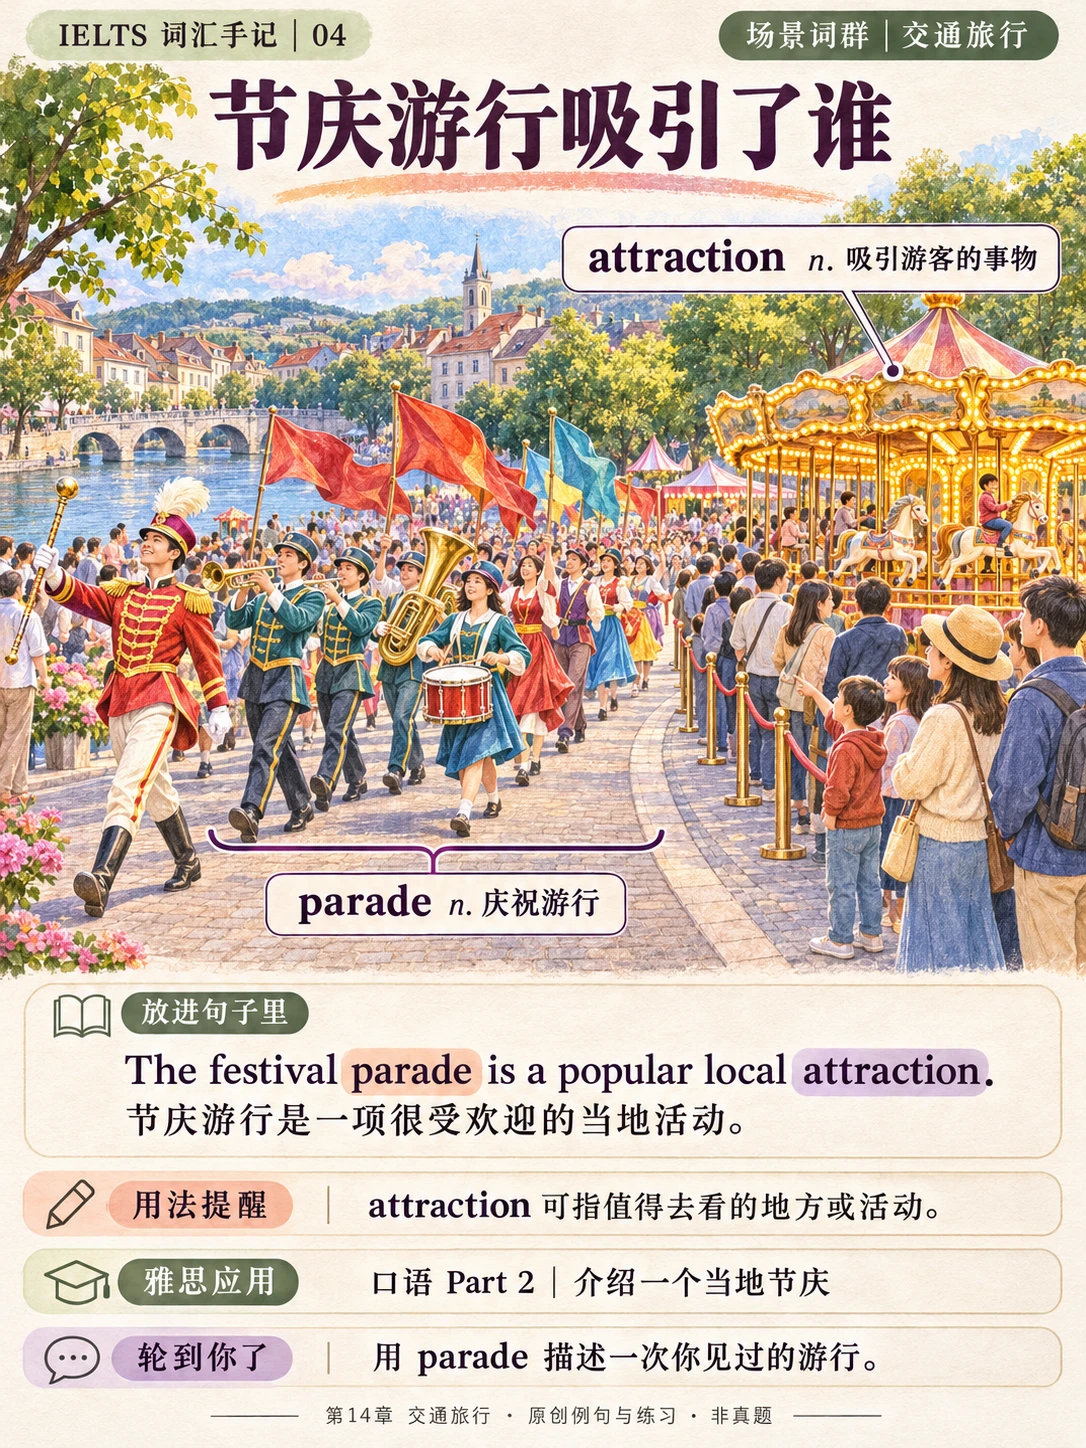 IELTS 词汇手记 | 04
场景词群 | 交通旅行
节庆游行吸引了谁
attraction n. 吸引游客的事物
parade n. 庆祝游行
放进句子里
The festival parade is a popular local attraction.
节庆游行是一项很受欢迎的当地活动。
用法提醒 | attraction 可指值得去看的地方或活动。
雅思应用 口语 Part 2 | 介绍一个当地节庆
轮到你了 | 用 parade 描述一次你见过的游行。
第14章 交通旅行 · 原创例句与练习 · 非真题